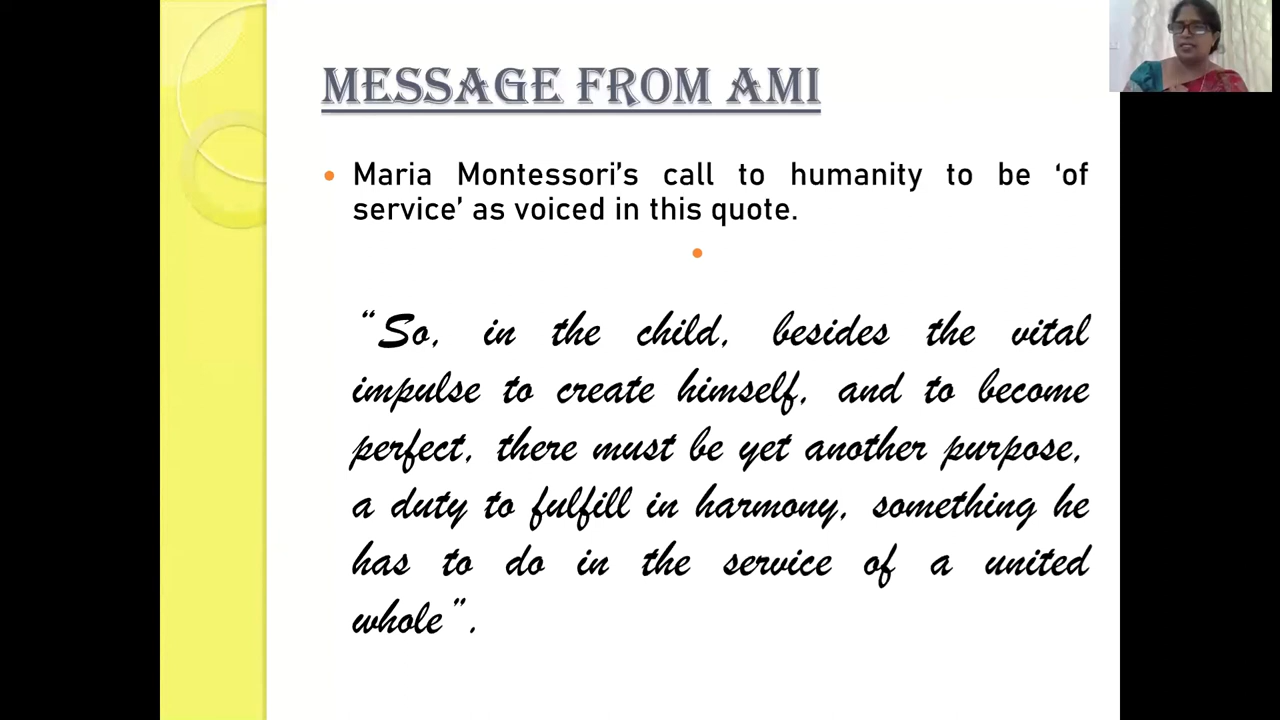 MESSAGE FROM AMI
• Maria Montessori's call to humanity to be ‘of
service’ as voiced in this quote.
•
“So, in the child, besides the vital
impulse to create himself, and to become
perfect, there must be yet another purpose,
a duty to fulfill in harmony, something he
has to do in the service of a united
whole”.